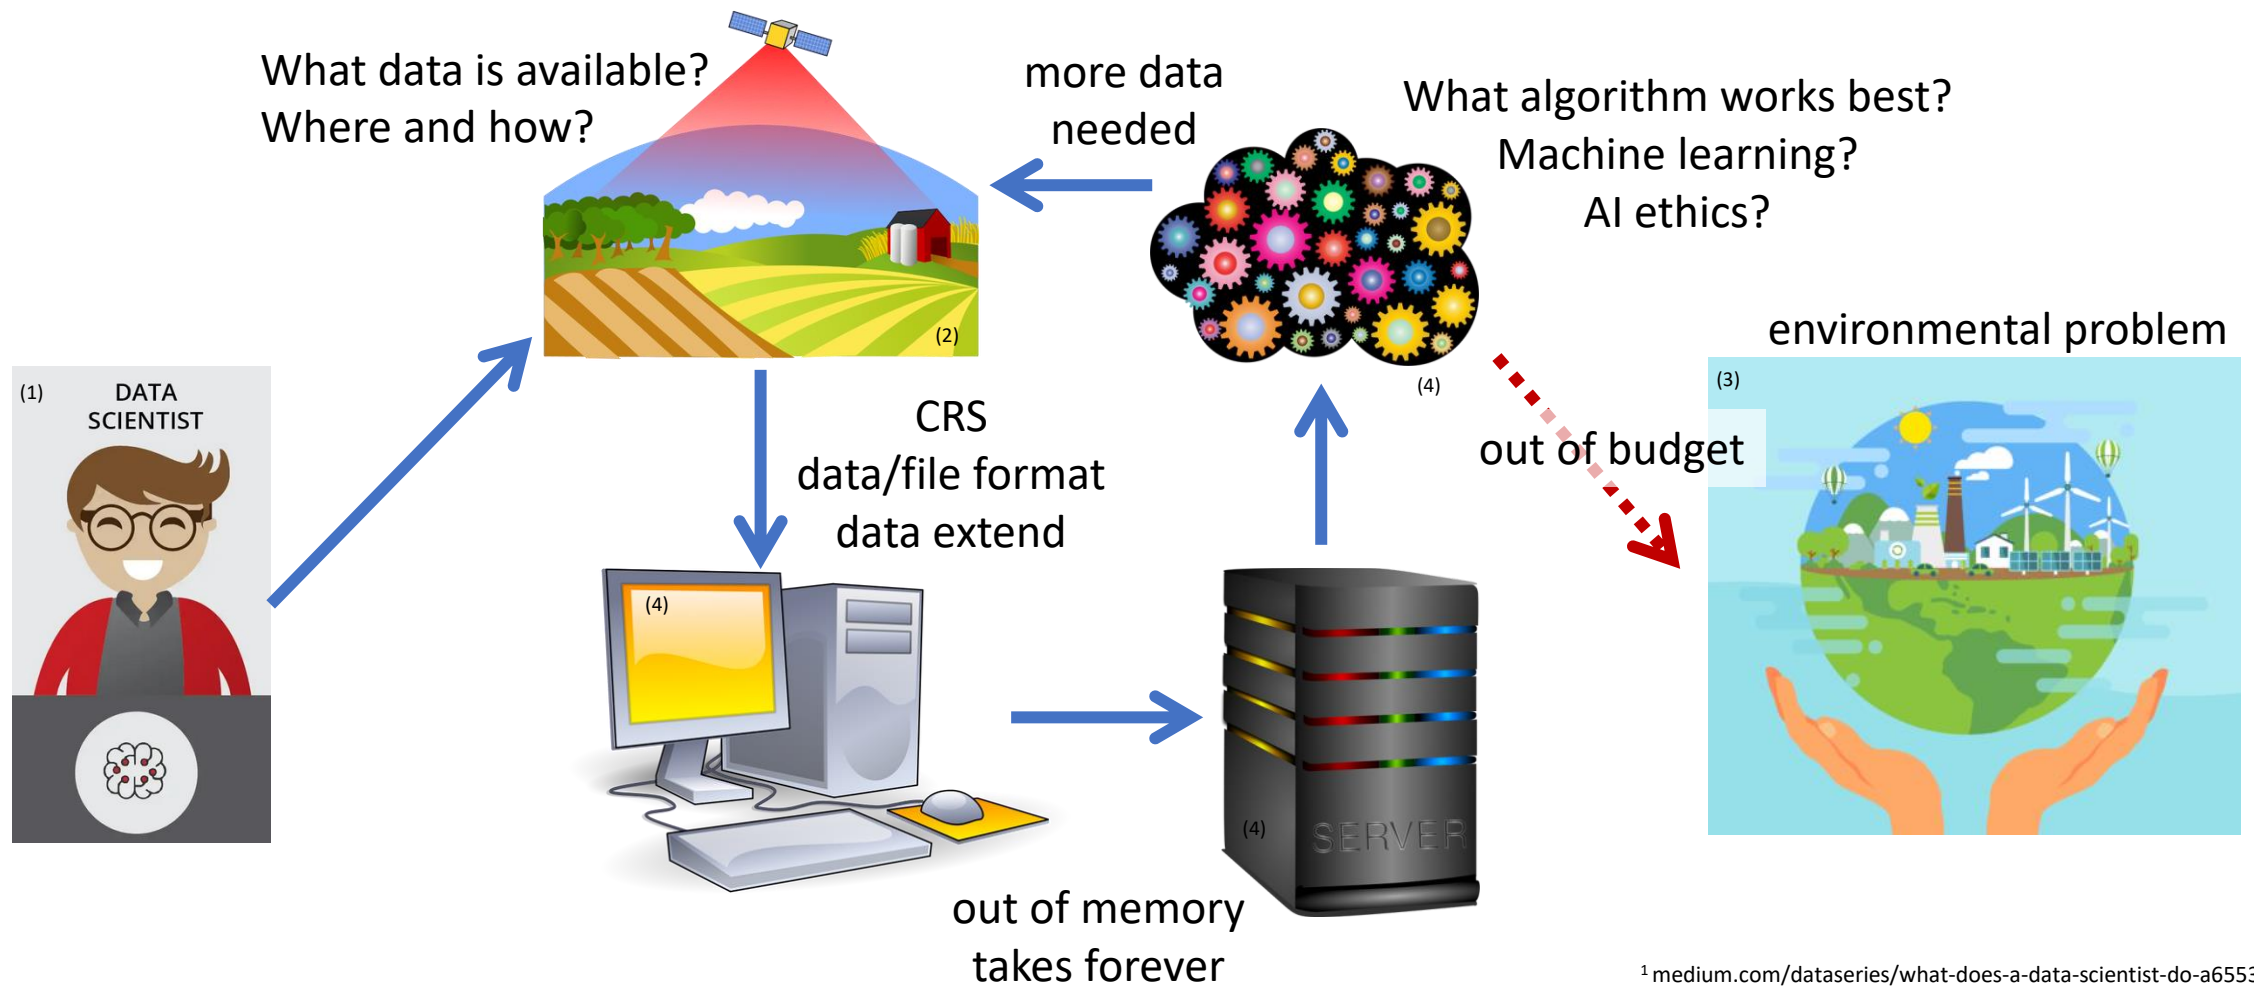 What data is available?
Where and how?
more data
needed
What algorithm works best?
Machine learning?
AI ethics?
(2)
environmental problem
(1)
DATA
SCIENTIST
(4)
(3)
CRS
data/file format
data extend
out of budget
(4)
(4)
SERVER
out of memory
takes forever
1 medium.com/dataseries/what-does-a-data-scientist-do-a6553